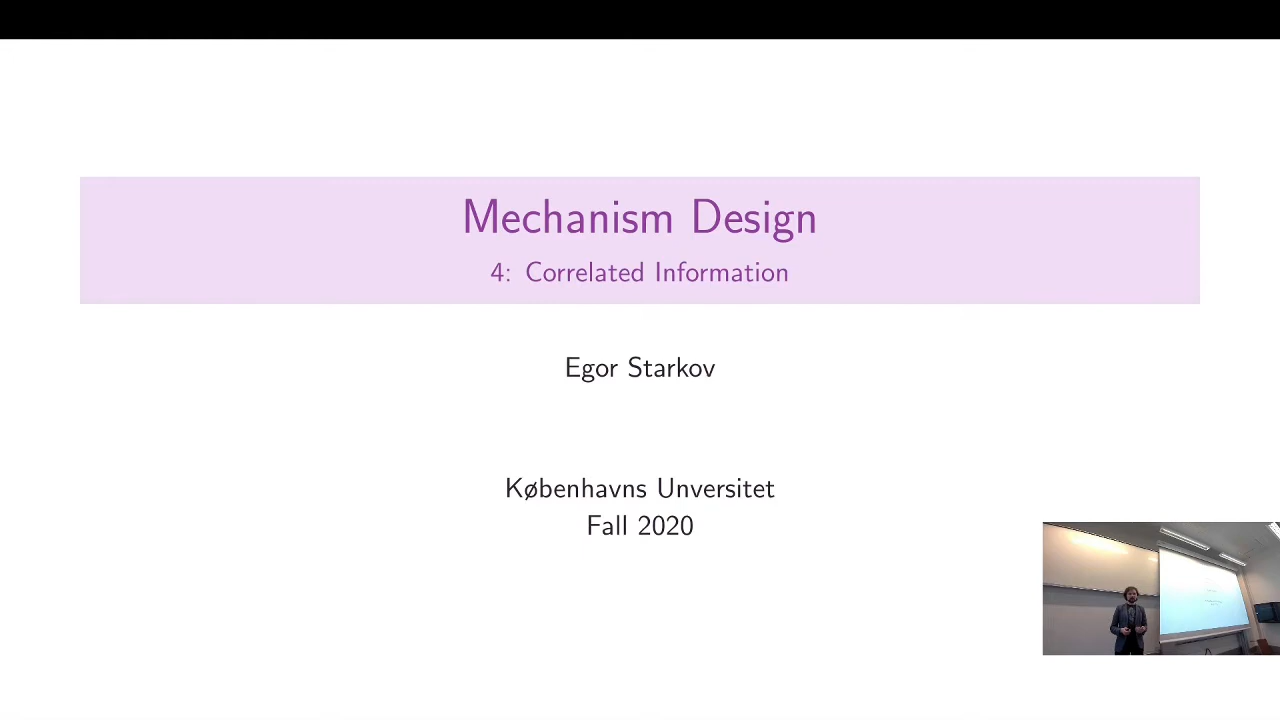 Mechanism Design
4: Correlated Information
Egor Starkov
Københavns Unversitet
Fall 2020